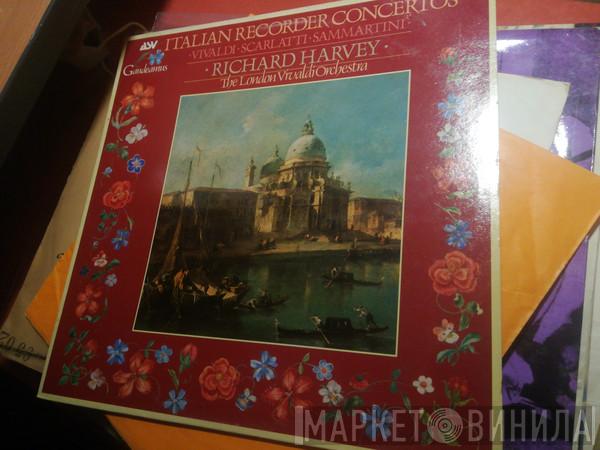 ASV
Gaudeamus
ITALIAN RECORDER CONCERTOS
· VIVALDI · SCARLATTI · SAMMARTINI ·
· RICHARD HARVEY ·
The London Vivaldi Orchestra
МАРКЕТ ВИНИЛА